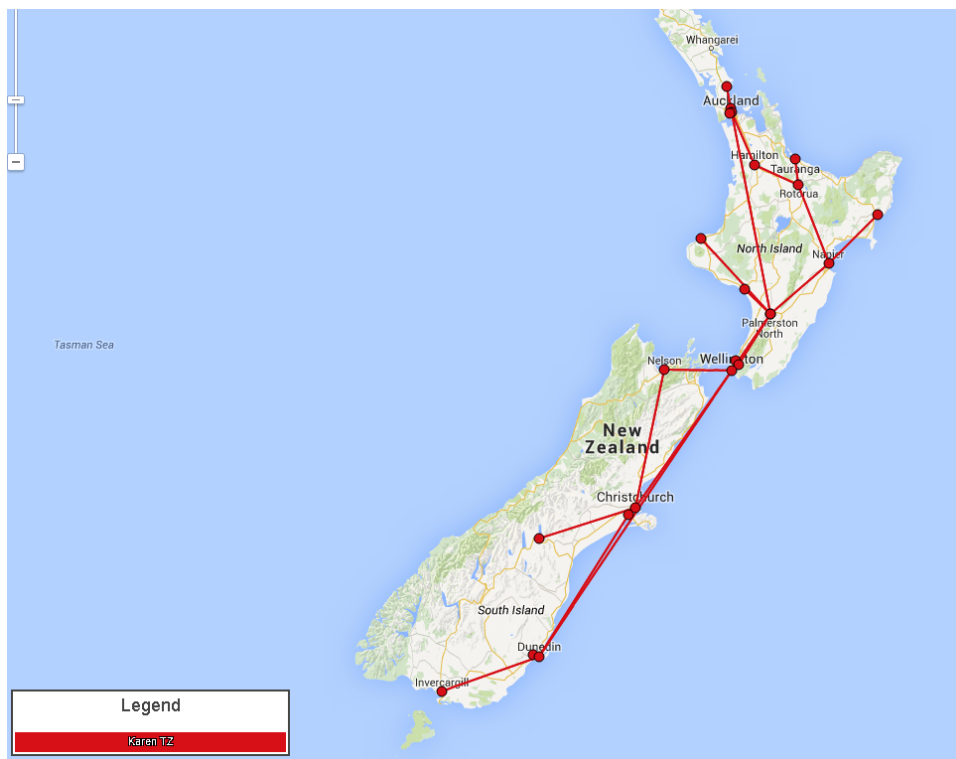 Whangarei
Auckland
Hamilton
Tauranga
Rotorua
North Island
Napier
Palmerston
North
Tasman Sea
Nelson
Wellington
New
Zealand
Christchurch
South Island
Dunedin
Invercargill
Legend
Karen TZ